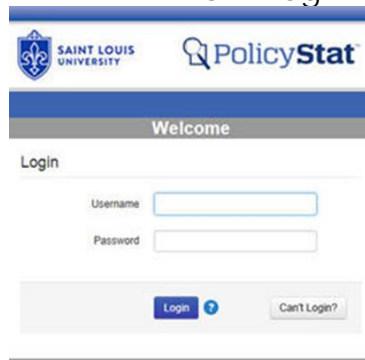 SAINT LOUIS
UNIVERSITY
PolicyStat
Welcome
Login
Username
Password
Login ?
Can't Login?